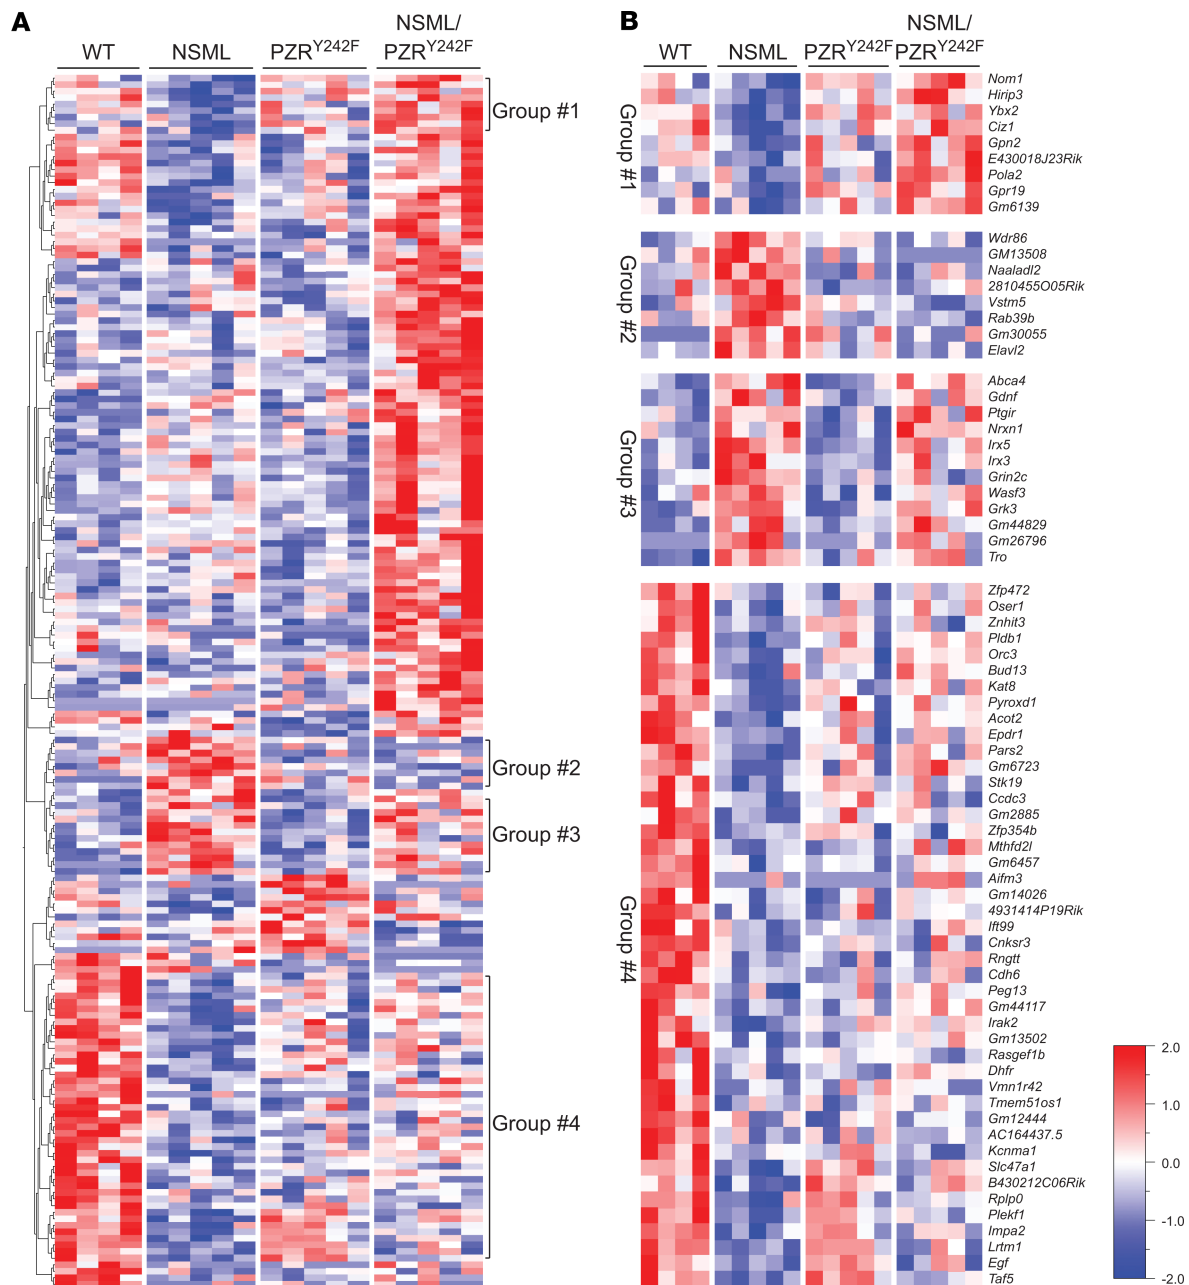 A
WT
NSML
PZRY242F
NSML/
PZRY242F
Group #1
Group #2
Group #3
Group #4
B
WT
NSML
PZRY242F
NSML/
PZRY242F
Group #1
Nom1
Hirip3
Ybx2
Ciz1
Gpn2
E430018J23Rik
Pola2
Gpr19
Gm6139
Group #2
Wdr86
GM13508
Naaladl2
2810455O05Rik
Vstm5
Rab39b
Gm30055
Elavl2
Group #3
Abca4
Gdnf
Ptgir
Nrxn1
Irx5
Irx3
Grin2c
Wasf3
Grk3
Gm44829
Gm26796
Tro
Group #4
Zfp472
Oser1
Znhit3
Pldb1
Orc3
Bud13
Kat8
Pyroxd1
Acot2
Epdr1
Pars2
Gm6723
Stk19
Ccdc3
Gm2885
Zfp354b
Mthfd2l
Gm6457
Aifm3
Gm14026
4931414P19Rik
Ift99
Cnksr3
Rngtt
Cdh6
Peg13
Gm44117
Irak2
Gm13502
Rasgef1b
Dhfr
Vmn1r42
Tmem51os1
Gm12444
AC164437.5
Kcnma1
Slc47a1
B430212C06Rik
Rplp0
Plekf1
Impa2
Lrtm1
Egf
Taf5
2.0
1.0
0.0
-1.0
-2.0